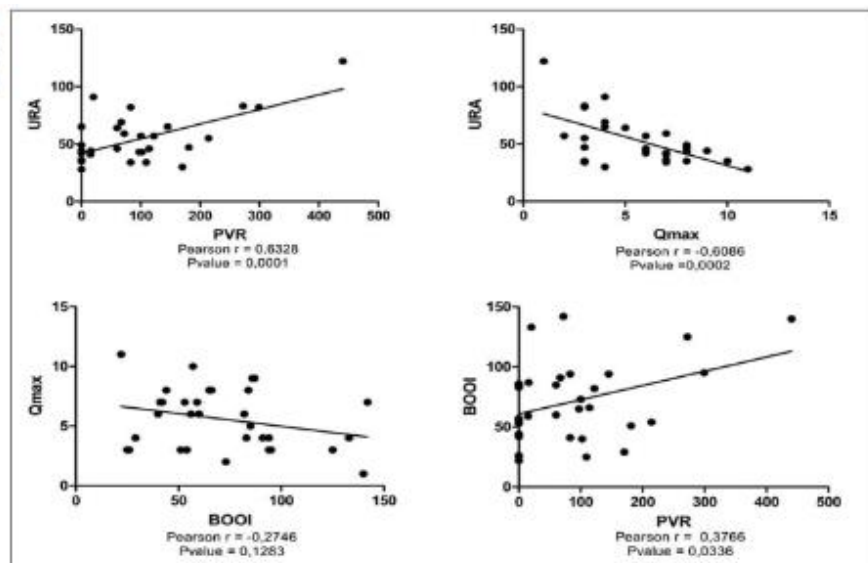 150
100
50
0
URA
0 100 200 300 400 500
PVR
Pearson r = 0,6328
Pvalue = 0,0001
150
100
50
0
URA
0 5 10 15
Qmax
Pearson r = -0,6086
Pvalue =0,0002
15
10
5
0
Qmax
0 50 100 150
BOOI
Pearson r = -0,2746
Pvalue = 0,1283
150
100
50
0
BOOI
0 100 200 300 400 500
PVR
Pearson r = 0,3766
Pvalue = 0,0336